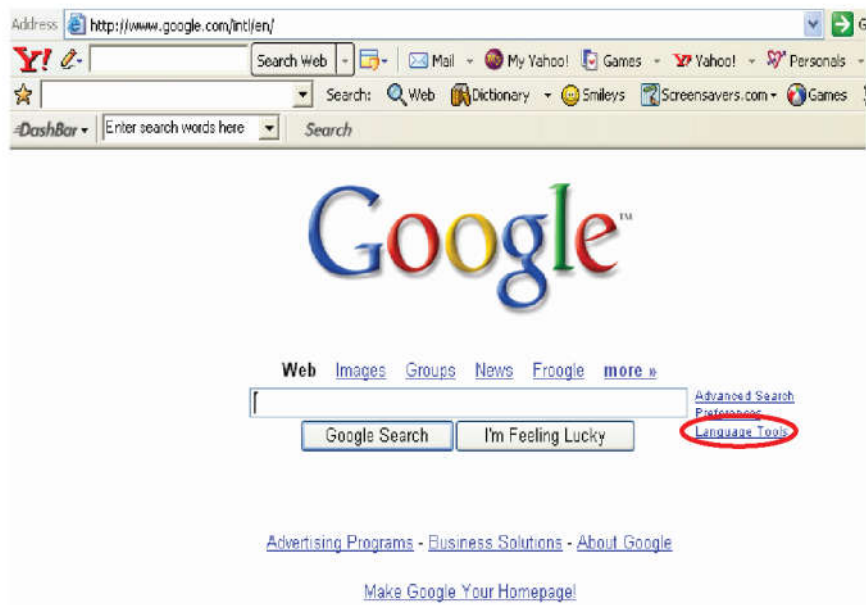 Address http://www.google.com/intl/en/
Y! Search Web Mail My Yahoo! Games Yahoo! Personals
Search: Web Dictionary Smileys Screensavers.com Games
DashBar Enter search words here Search
Google™
Web Images Groups News Froogle more »
Advanced Search
Preferences
Google Search I'm Feeling Lucky Language Tools
Advertising Programs - Business Solutions - About Google
Make Google Your Homepage!